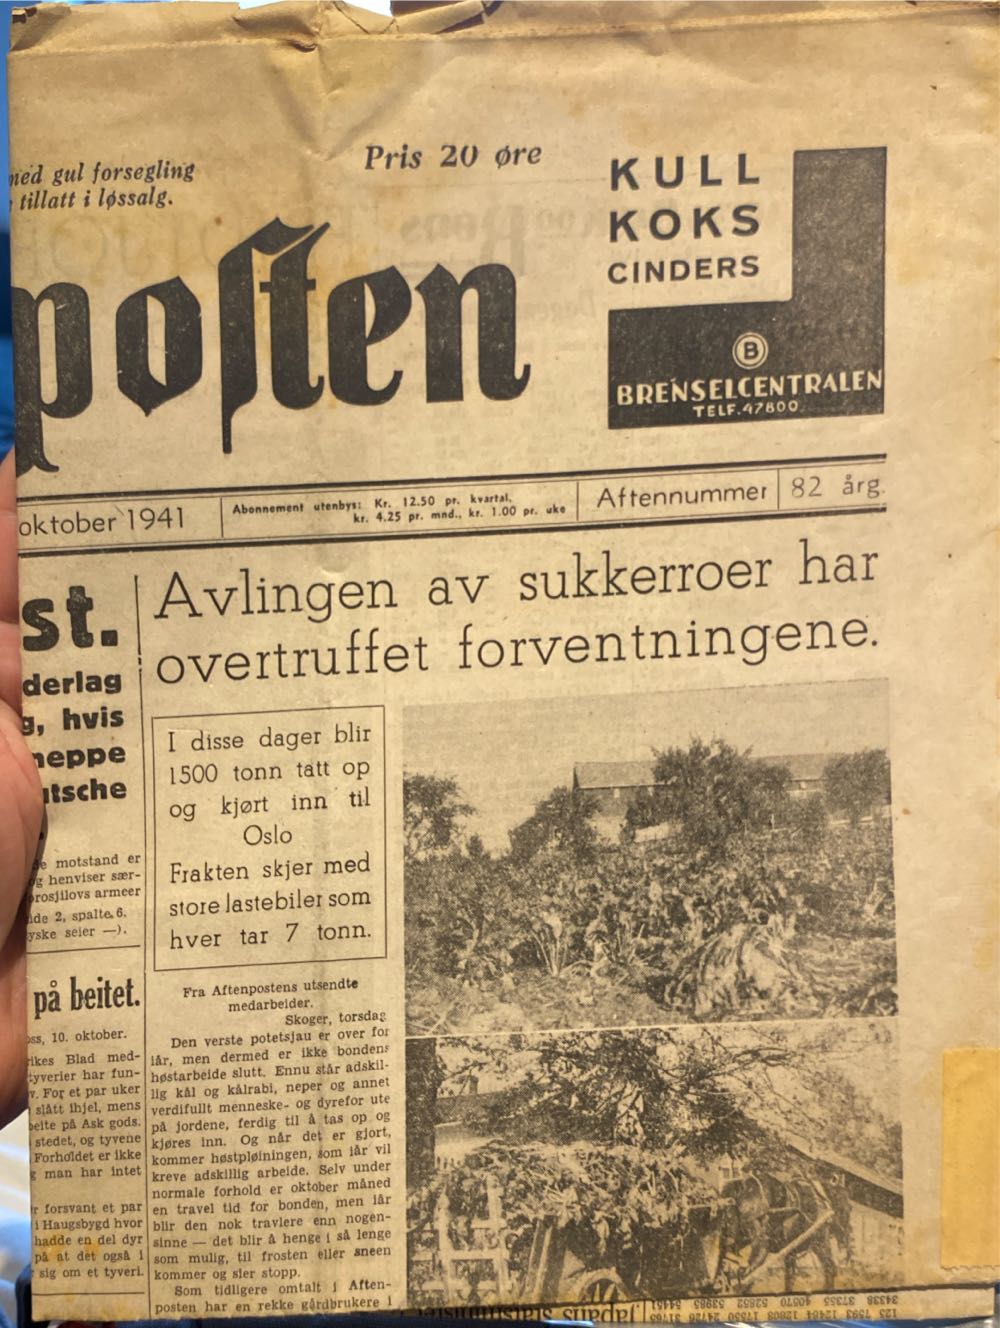 med gul forsegling
tillatt i løssalg.
Pris 20 øre
posten
KULL
KOKS
CINDERS
B
BRENSELCENTRALEN
TELF. 47800
oktober 1941
Abonnement utenbys: Kr. 12.50 pr. kvartal,
kr. 4.25 pr. mnd., kr. 1.00 pr. uke
Aftennummer
82 årg.
st.
derlag
g, hvis
neppe
tsche
motstand er
og henviser sær-
rosjilovs armeer
ide 2, spalte 6.
yske seier —).
på beitet.
ss, 10. oktober.
ikes Blad med-
tyverier har fun-
v. For et par uker
slått ihjel, mens
beite på Ask gods.
stedet, og tyvene
Forholdet er ikke
man har intet
r forsvant et par
i Haugsbygd hvor
hadde en del dyr
på at det også i
sig om et tyveri.
Avlingen av sukkerroer har
overtruffet forventningene.
I disse dager blir
1500 tonn tatt op
og kjørt inn til
Oslo
Frakten skjer med
store lastebiler som
hver tar 7 tonn.
Fra Aftenpostens utsendte
medarbeider.
Skoger, torsdag
Den verste potetsjau er over for
iår, men dermed er ikke bondens
høstarbeide slutt. Ennu står adskil-
lig kål og kålrabi, neper og annet
verdifullt menneske- og dyrefor ute
på jordene, ferdig til å tas op og
kjøres inn. Og når det er gjort,
kommer høstpløiningen, som iår vil
kreve adskillig arbeide. Selv under
normale forhold er oktober måned
en travel tid for bonden, men iår
blir den nok travlere enn nogen-
sinne — det blir å henge i så lenge
som mulig, til frosten eller sneen
kommer og sier stopp.
Som tidligere omtalt i Aften-
posten har en rekke gårdbrukere i
Japans statsminister